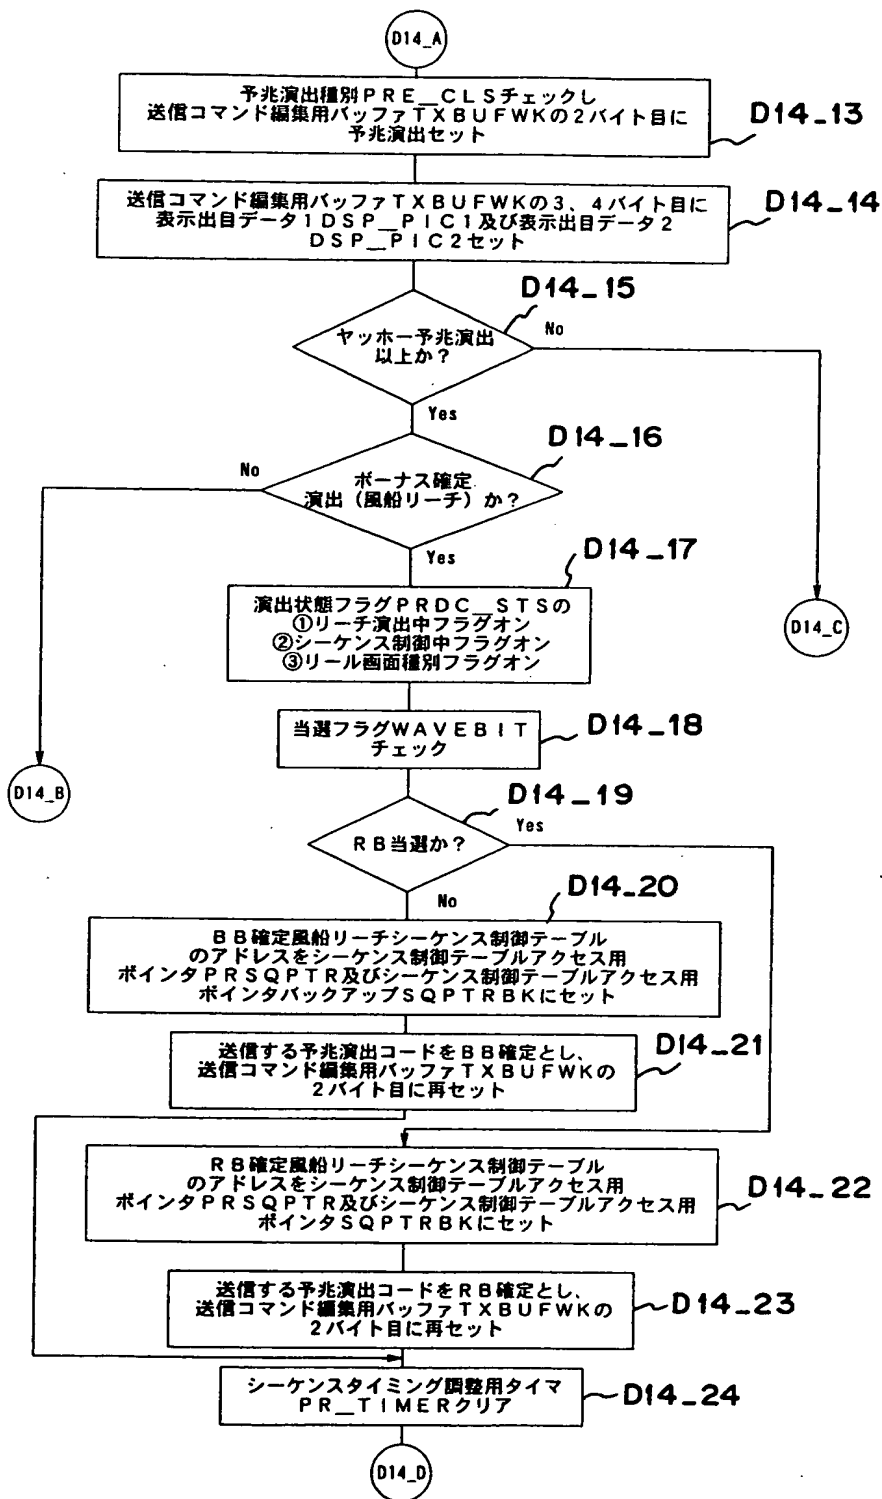 D14_A
予兆演出種別PRE__CLSチェックし
送信コマンド編集用バッファTXBUFWKの2バイト目に
予兆演出セット
D14_13
送信コマンド編集用バッファTXBUFWKの3、4バイト目に
表示出目データ1DSP__PIC1及び表示出目データ2
DSP__PIC2セット
D14_14
D14_15
ヤッホー予兆演出
以上か?
No
Yes
D14_16
ボーナス確定
演出(風船リーチ)か?
No
Yes
D14_17
演出状態フラグPRDC__STSの
①リーチ演出中フラグオン
②シーケンス制御中フラグオン
③リール画面種別フラグオン
D14_C
当選フラグWAVEBIT
チェック
D14_18
D14_B
D14_19
RB当選か?
Yes
No
D14_20
BB確定風船リーチシーケンス制御テーブル
のアドレスをシーケンス制御テーブルアクセス用
ポインタPRSQPTR及びシーケンス制御テーブルアクセス用
ポインタバックアップSQPTRBKにセット
D14_21
送信する予兆演出コードをBB確定とし、
送信コマンド編集用バッファTXBUFWKの
2バイト目に再セット
RB確定風船リーチシーケンス制御テーブル
のアドレスをシーケンス制御テーブルアクセス用
ポインタPRSQPTR及びシーケンス制御テーブルアクセス用
ポインタSQPTRBKにセット
D14_22
送信する予兆演出コードをRB確定とし、
送信コマンド編集用バッファTXBUFWKの
2バイト目に再セット
D14_23
シーケンスタイミング調整用タイマ
PR__TIMERクリア
D14_24
D14_D